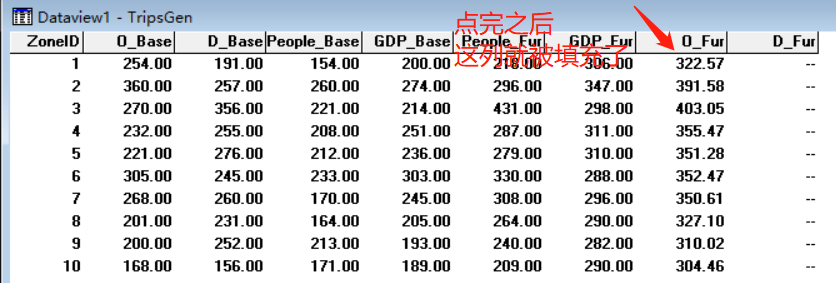 Dataview1 - TripsGen
点完之后
这列就被填充了
ZoneID O_Base D_Base People_Base GDP_Base People_Fur GDP_Fur O_Fur D_Fur
1 254.00 191.00 154.00 200.00 218.00 306.00 322.57 --
2 360.00 257.00 260.00 274.00 296.00 347.00 391.58 --
3 270.00 356.00 221.00 214.00 431.00 298.00 403.05 --
4 232.00 255.00 208.00 251.00 287.00 311.00 355.47 --
5 221.00 276.00 212.00 236.00 279.00 310.00 351.28 --
6 305.00 245.00 233.00 303.00 330.00 288.00 352.47 --
7 268.00 260.00 170.00 245.00 308.00 296.00 350.61 --
8 201.00 231.00 164.00 205.00 264.00 290.00 327.10 --
9 200.00 252.00 213.00 193.00 240.00 282.00 310.02 --
10 168.00 156.00 171.00 189.00 209.00 290.00 304.46 --